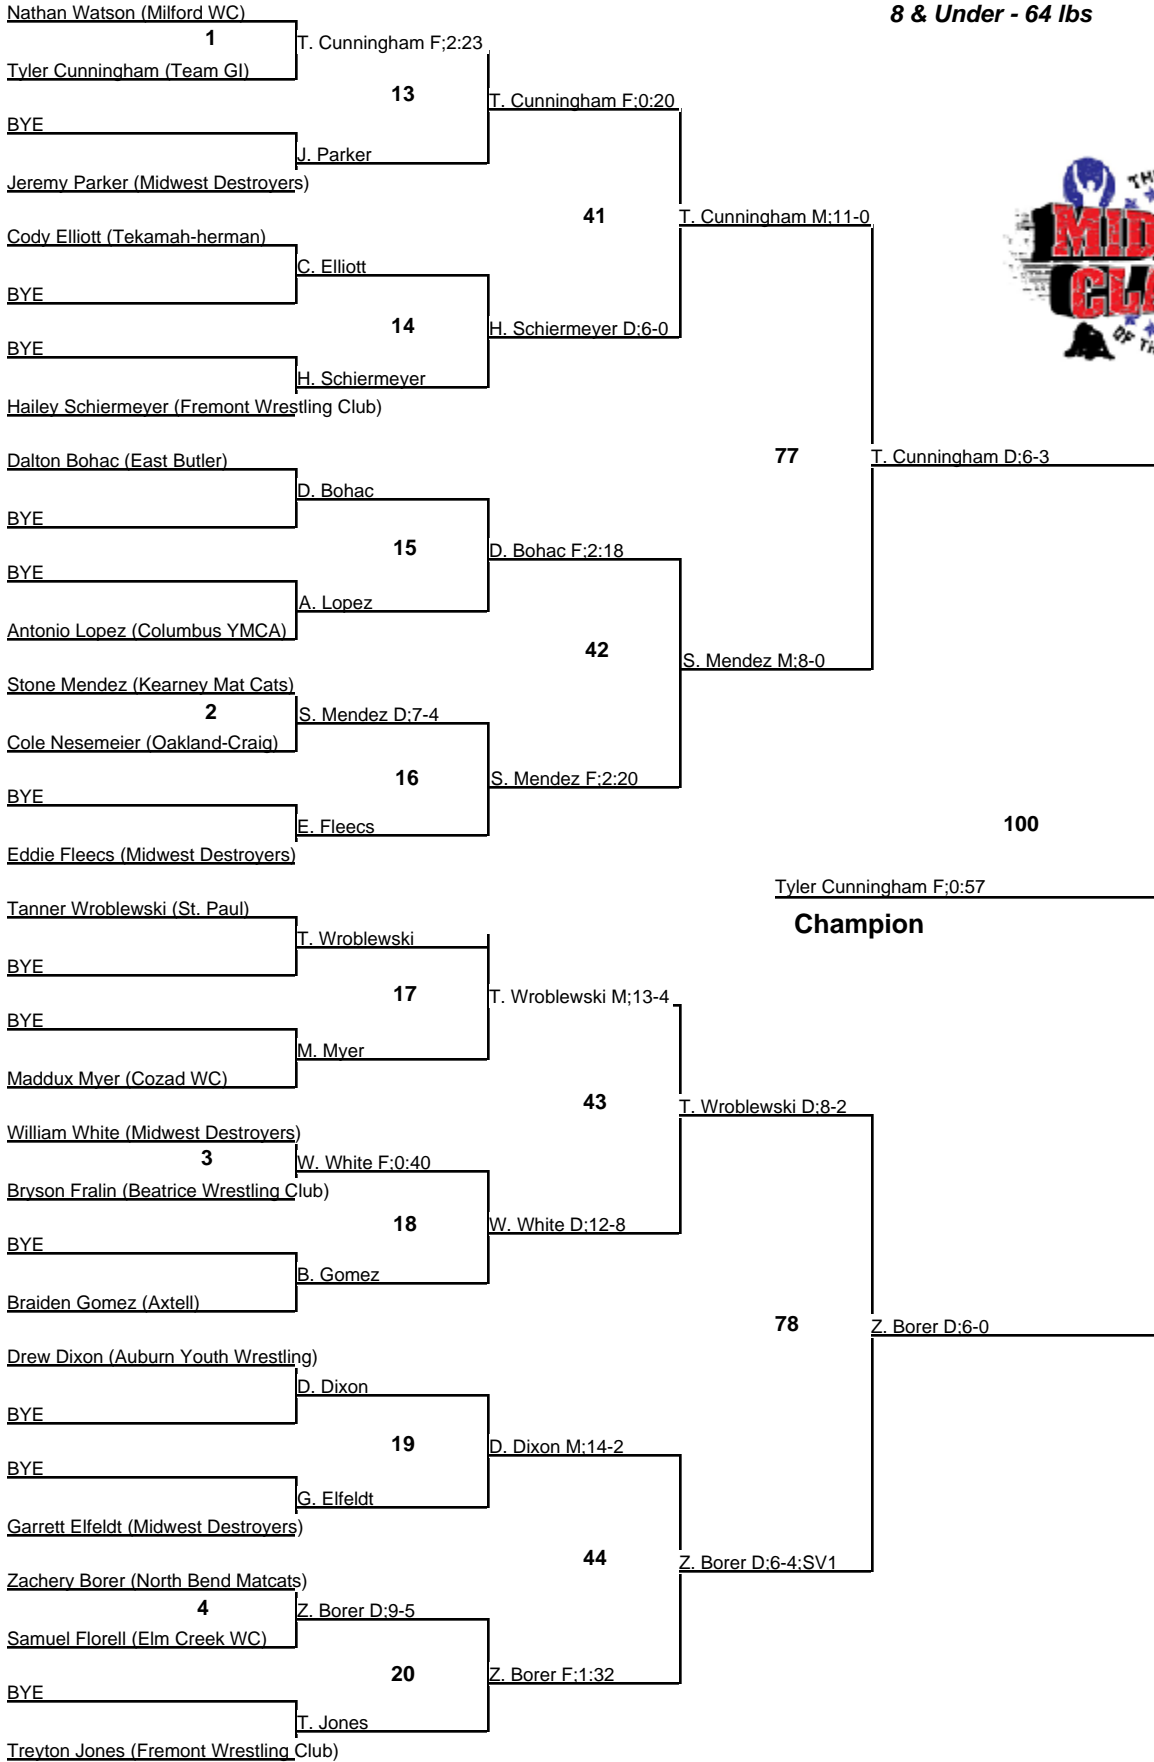 Nathan Watson (Milford WC)
8 & Under - 64 lbs
1
T. Cunningham F;2:23
Tyler Cunningham (Team GI)
13
T. Cunningham F;0:20
BYE
J. Parker
Jeremy Parker (Midwest Destroyers)
41
T. Cunningham M;11-0
Cody Elliott (Tekamah-herman)
C. Elliott
BYE
14
H. Schiermeyer D;6-0
BYE
H. Schiermeyer
Hailey Schiermeyer (Fremont Wrestling Club)
77
T. Cunningham D;6-3
Dalton Bohac (East Butler)
D. Bohac
BYE
15
D. Bohac F;2:18
BYE
A. Lopez
Antonio Lopez (Columbus YMCA)
42
S. Mendez M;8-0
Stone Mendez (Kearney Mat Cats)
2
S. Mendez D;7-4
Cole Nesemeier (Oakland-Craig)
16
S. Mendez F;2:20
BYE
E. Fleecs
Eddie Fleecs (Midwest Destroyers)
100
Tyler Cunningham F;0:57
Champion
Tanner Wroblewski (St. Paul)
T. Wroblewski
BYE
17
T. Wroblewski M;13-4
BYE
M. Myer
Maddux Myer (Cozad WC)
43
T. Wroblewski D;8-2
William White (Midwest Destroyers)
3
W. White F;0:40
Bryson Fralin (Beatrice Wrestling Club)
18
W. White D;12-8
BYE
B. Gomez
Braiden Gomez (Axtell)
78
Z. Borer D;6-0
Drew Dixon (Auburn Youth Wrestling)
D. Dixon
BYE
19
D. Dixon M;14-2
BYE
G. Elfeldt
Garrett Elfeldt (Midwest Destroyers)
44
Z. Borer D;6-4;SV1
Zachery Borer (North Bend Matcats)
4
Z. Borer D;9-5
Samuel Florell (Elm Creek WC)
20
Z. Borer F;1:32
BYE
T. Jones
Treyton Jones (Fremont Wrestling Club)